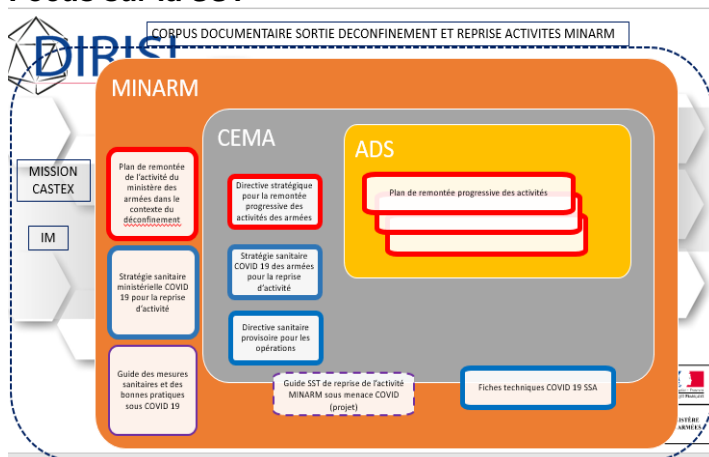 CORPUS DOCUMENTAIRE SORTIE DECONFINEMENT ET REPRISE ACTIVITES MINARM
DIRISI
MINARM
CEMA
ADS
MISSION
CASTEX
IM
Plan de remontée
de l'activité du
ministère des
armées dans le
contexte du
déconfinement
Stratégie sanitaire
ministérielle COVID
19 pour la reprise
d'activité
Guide des mesures
sanitaires et des
bonnes pratiques
sous COVID 19
Directive stratégique
pour la remontée
progressive des
activités des armées
Stratégie sanitaire
COVID 19 des armées
pour la reprise
d'activité
Directive sanitaire
provisoire pour les
opérations
Plan de remontée progressive des activités
Guide SST de reprise de l'activité
MINARM sous menace COVID
(projet)
Fiches techniques COVID 19 SSA